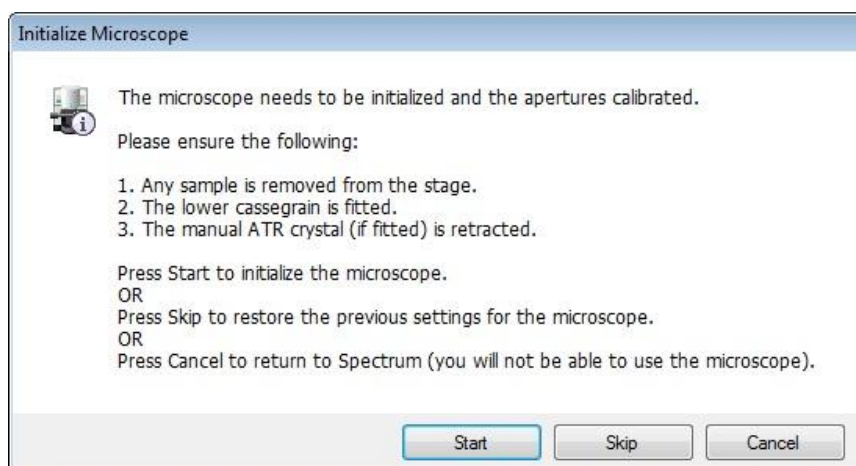 Initialize Microscope
The microscope needs to be initialized and the apertures calibrated.
Please ensure the following:
1. Any sample is removed from the stage.
2. The lower cassegrain is fitted.
3. The manual ATR crystal (if fitted) is retracted.
Press Start to initialize the microscope.
OR
Press Skip to restore the previous settings for the microscope.
OR
Press Cancel to return to Spectrum (you will not be able to use the microscope).
Start Skip Cancel